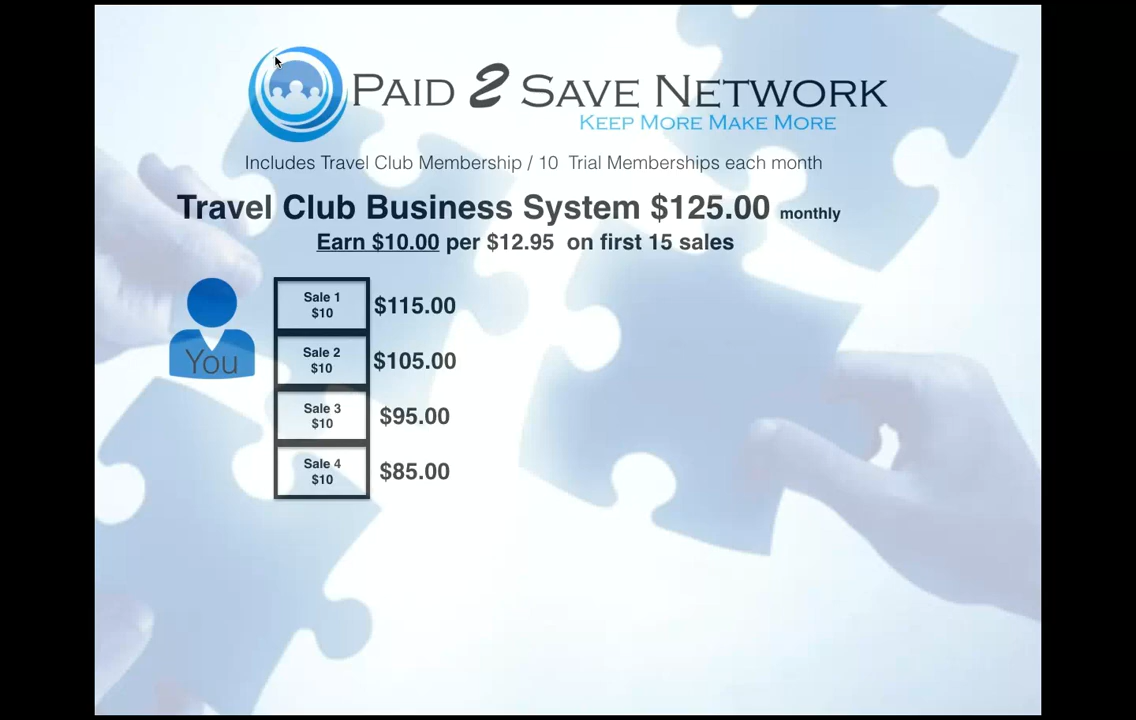 PAID 2 SAVE NETWORK
KEEP MORE MAKE MORE
Includes Travel Club Membership / 10 Trial Memberships each month
Travel Club Business System $125.00 monthly
Earn $10.00 per $12.95 on first 15 sales
You
Sale 1
$10
$115.00
Sale 2
$10
$105.00
Sale 3
$10
$95.00
Sale 4
$10
$85.00